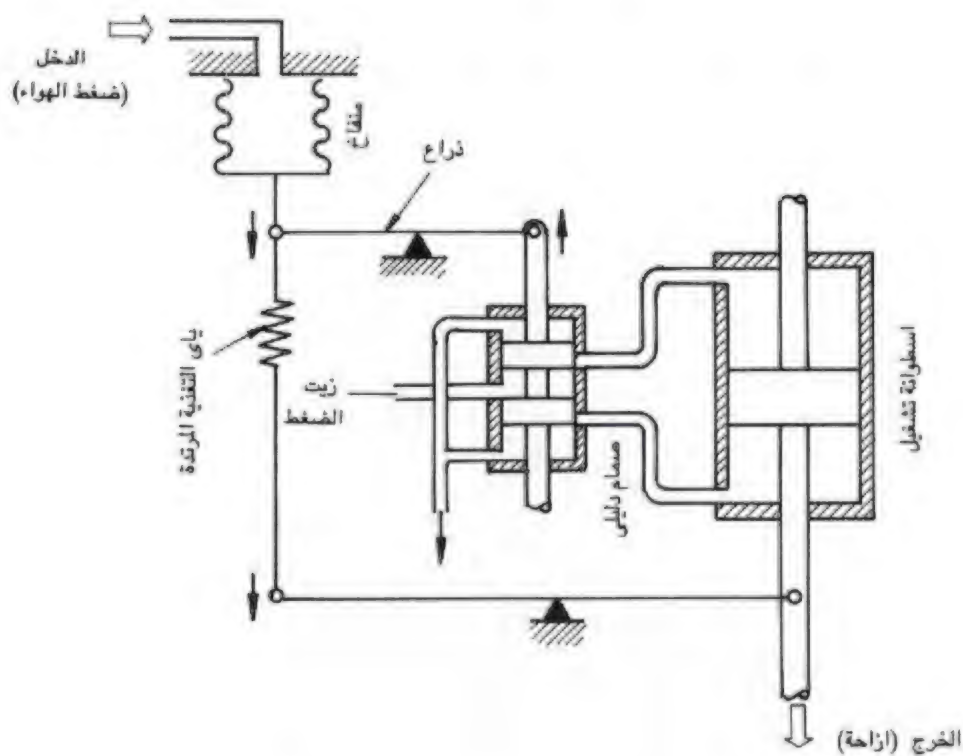 الدخل
(ضغط الهواء)
منفاخ
ذراع
ياى التغذية المرتدة
زيت
الضغط
صمام دليلى
اسطوانة تشغيل
الخرج (ازاحة)